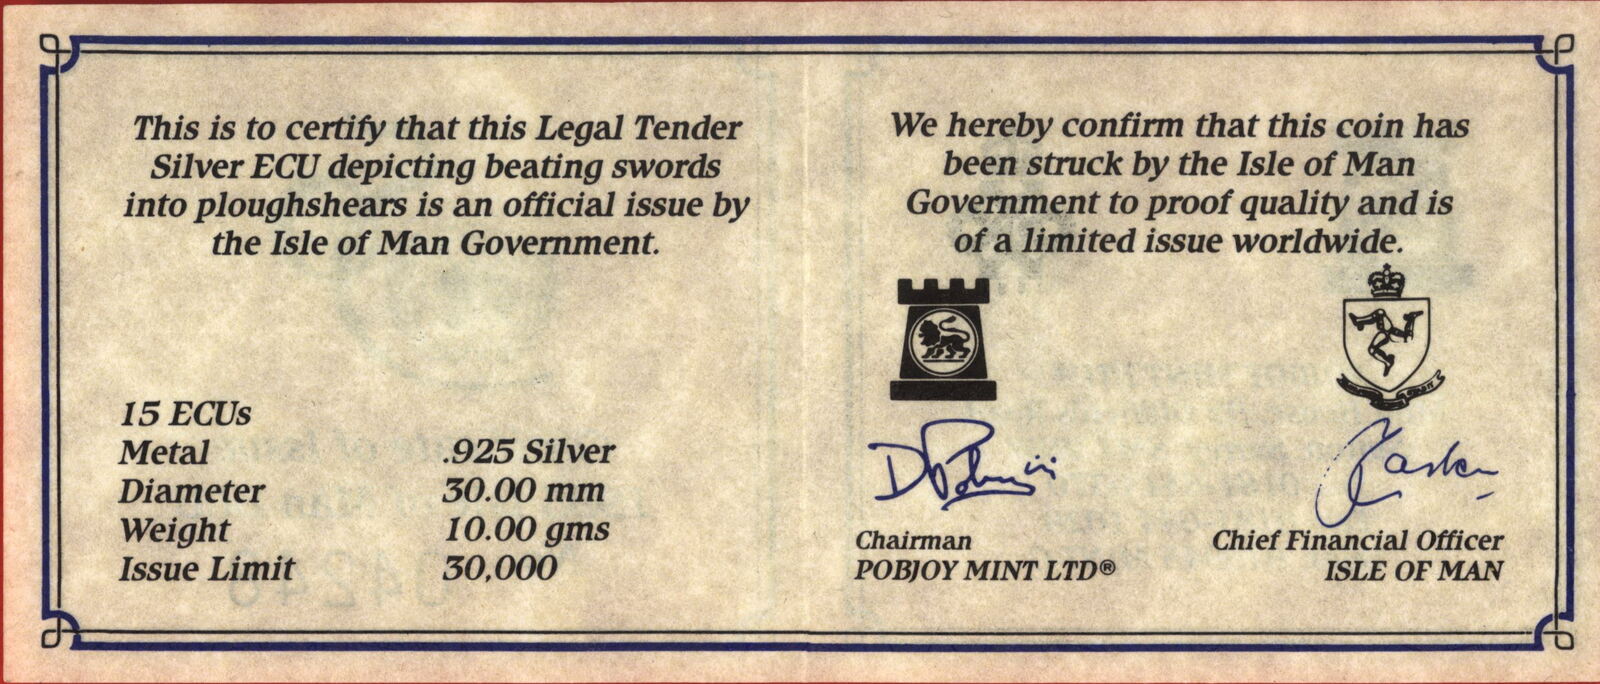 This is to certify that this Legal Tender
Silver ECU depicting beating swords
into ploughshears is an official issue by
the Isle of Man Government.
15 ECUs
Metal .925 Silver
Diameter 30.00 mm
Weight 10.00 gms
Issue Limit 30,000
We hereby confirm that this coin has
been struck by the Isle of Man
Government to proof quality and is
of a limited issue worldwide.
Chairman
POBJOY MINT LTD®
Chief Financial Officer
ISLE OF MAN